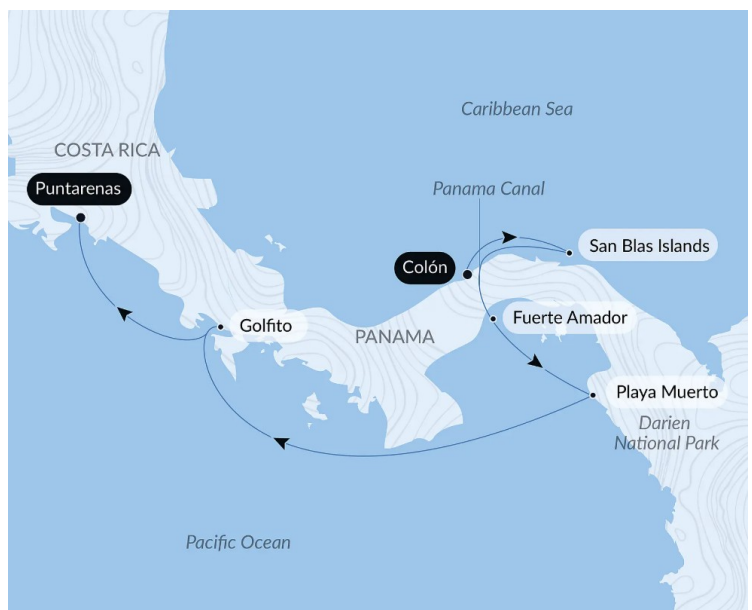 Caribbean Sea
COSTA RICA
Puntarenas
Panama Canal
San Blas Islands
Colón
Golfito
Fuerte Amador
PANAMA
Playa Muerto
Darien
National Park
Pacific Ocean